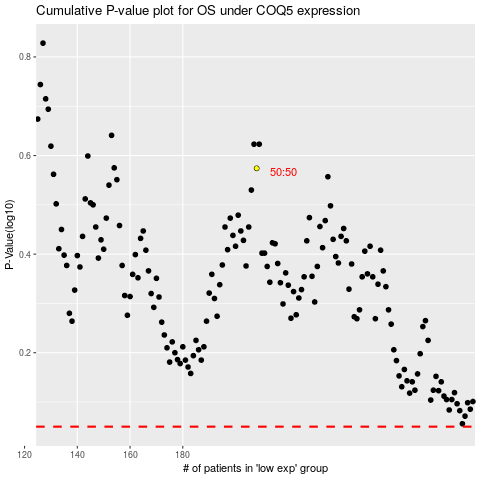 Cumulative P-value plot for OS under COQ5 expression
P-Value(log10)
0.8
0.6
0.4
0.2
50:50
120 140 160 180
# of patients in 'low exp' group